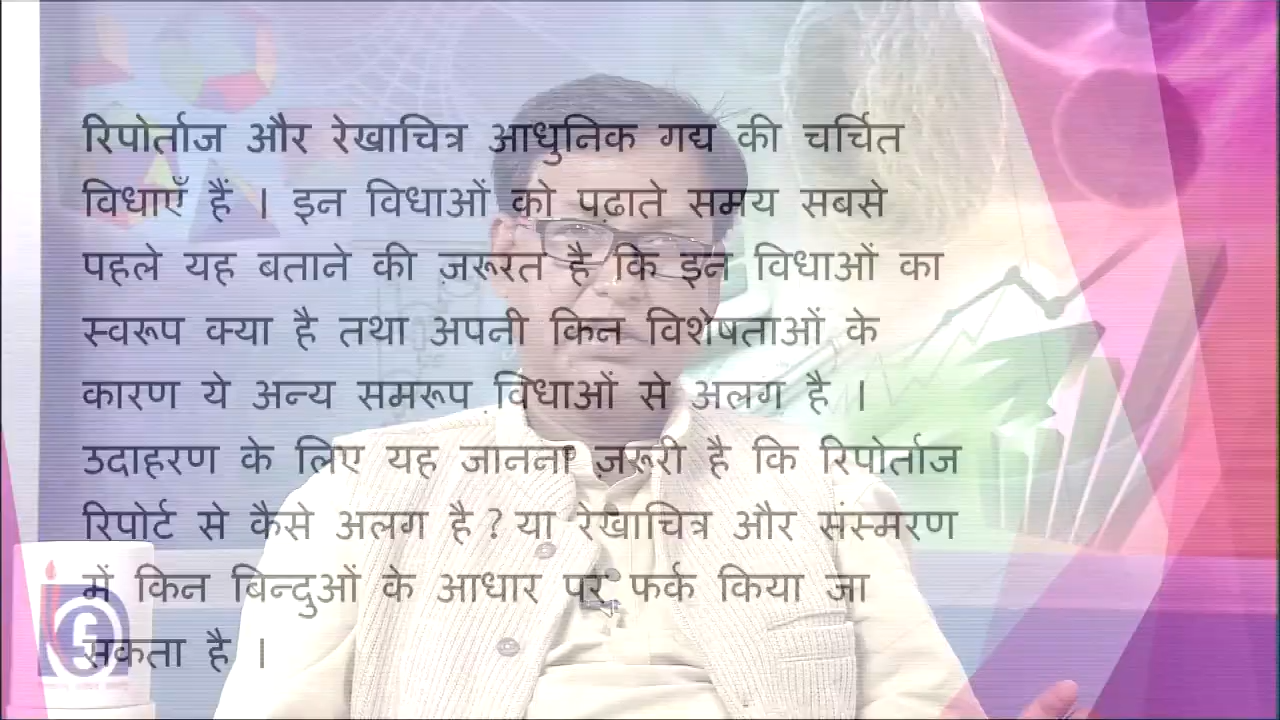 रिपोर्ताज और रेखाचित्र आधुनिक गद्य की चर्चित
विधाएँ हैं । इन विधाओं को पढ़ाते समय सबसे
पहले यह बताने की ज़रूरत है कि इन विधाओं का
स्वरूप क्या है तथा अपनी किन विशेषताओं के
कारण ये अन्य समरूप विधाओं से अलग है ।
उदाहरण के लिए यह जानना ज़रूरी है कि रिपोर्ताज
रिपोर्ट से कैसे अलग है ? या रेखाचित्र और संस्मरण
में किन बिन्दुओं के आधार पर फर्क किया जा
सकता है ।